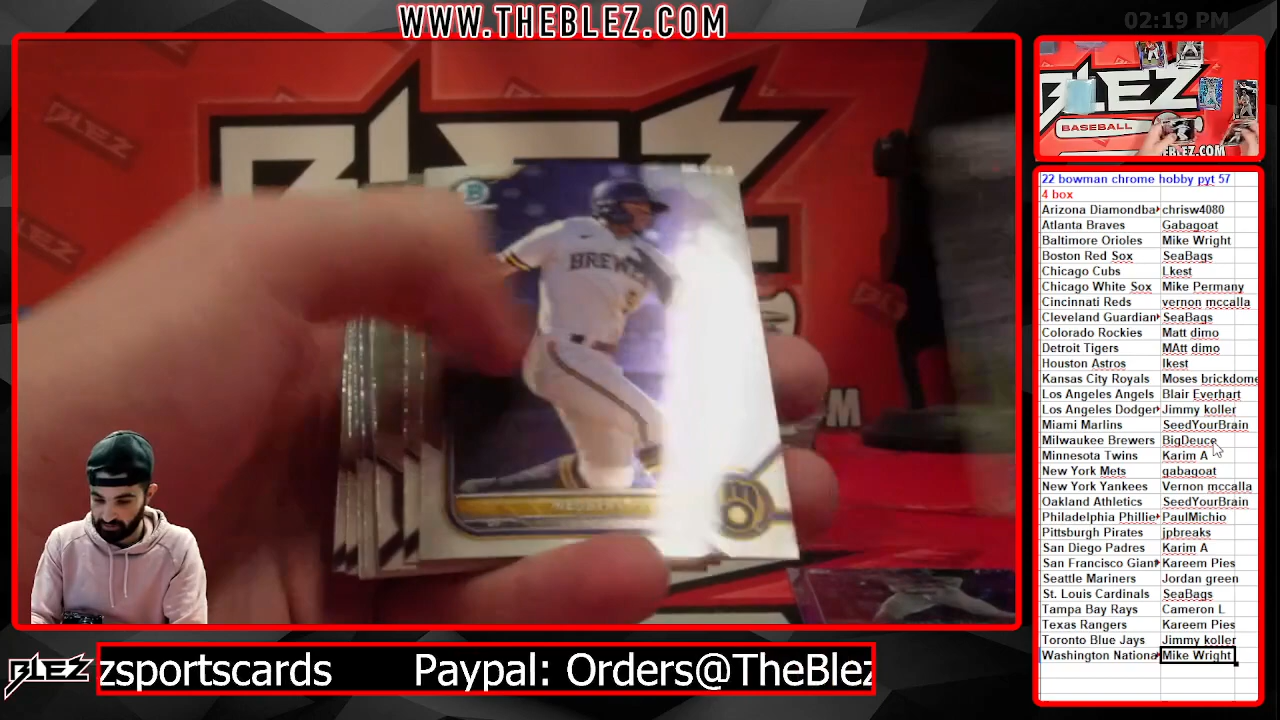 WWW.THEBLEZ.COM
02:19 PM
BLEZ
BREW
BLEZ
BASEBALL
BLEZ.COM
22 bowman chrome hobby pyt 57
4 box
Arizona Diamondba chrisw4080
Atlanta Braves Gabagoat
Baltimore Orioles Mike Wright
Boston Red Sox SeaBags
Chicago Cubs Lkest
Chicago White Sox Mike Permany
Cincinnati Reds vernon mccalla
Cleveland Guardian SeaBags
Colorado Rockies Matt dimo
Detroit Tigers MAtt dimo
Houston Astros lkest
Kansas City Royals Moses brickdome
Los Angeles Angels Blair Everhart
Los Angeles Dodger Jimmy koller
Miami Marlins SeedYourBrain
Milwaukee Brewers BigDeuce
Minnesota Twins Karim A
New York Mets gabagoat
New York Yankees Vernon mccalla
Oakland Athletics SeedYourBrain
Philadelphia Phillie PaulMichio
Pittsburgh Pirates jpbreaks
San Diego Padres Karim A
San Francisco Giant Kareem Pies
Seattle Mariners Jordan green
St. Louis Cardinals SeaBags
Tampa Bay Rays Cameron L
Texas Rangers Kareem Pies
Toronto Blue Jays Jimmy koller
Washington Nationa Mike Wright
BLEZ zsportscards Paypal: Orders@TheBlez